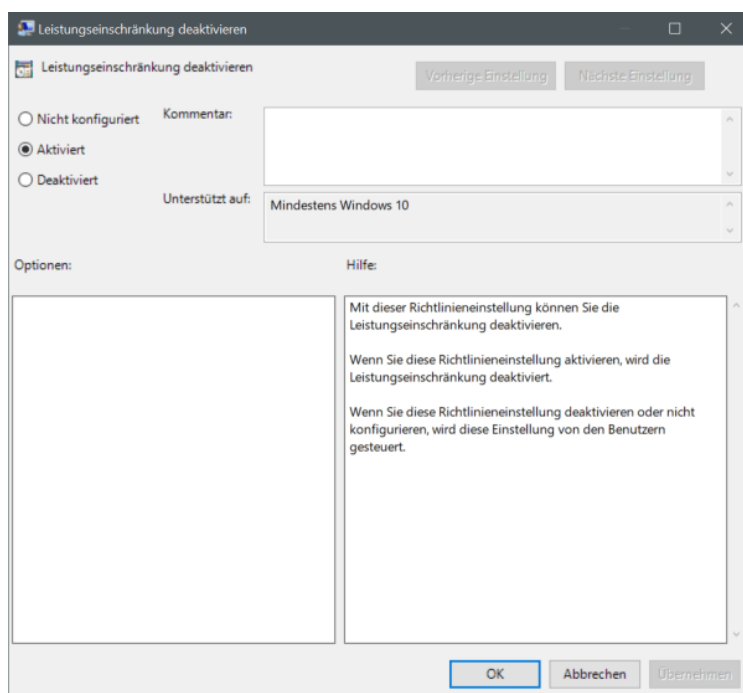 Leistungseinschränkung deaktivieren
Leistungseinschränkung deaktivieren
Vorherige Einstellung
Nächste Einstellung
Nicht konfiguriert
Kommentar:
Aktiviert
Deaktiviert
Unterstützt auf:
Mindestens Windows 10
Optionen:
Hilfe:
Mit dieser Richtlinieneinstellung können Sie die
Leistungseinschränkung deaktivieren.
Wenn Sie diese Richtlinieneinstellung aktivieren, wird die
Leistungseinschränkung deaktiviert.
Wenn Sie diese Richtlinieneinstellung deaktivieren oder nicht
konfigurieren, wird diese Einstellung von den Benutzern
gesteuert.
OK
Abbrechen
Übernehmen